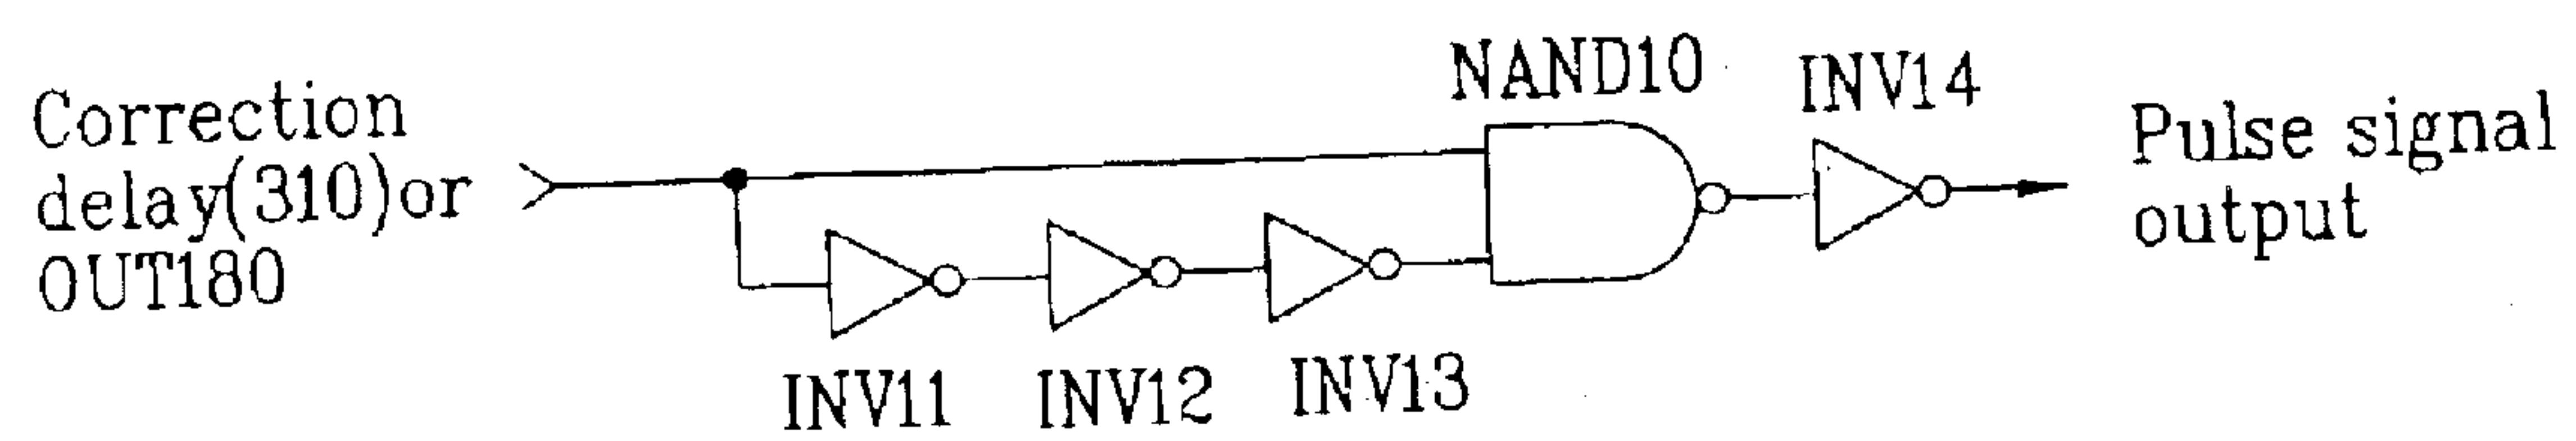 Correction
delay(310)or
OUT180
NAND10
INV14
INV11
INV12
INV13
Pulse signal
output